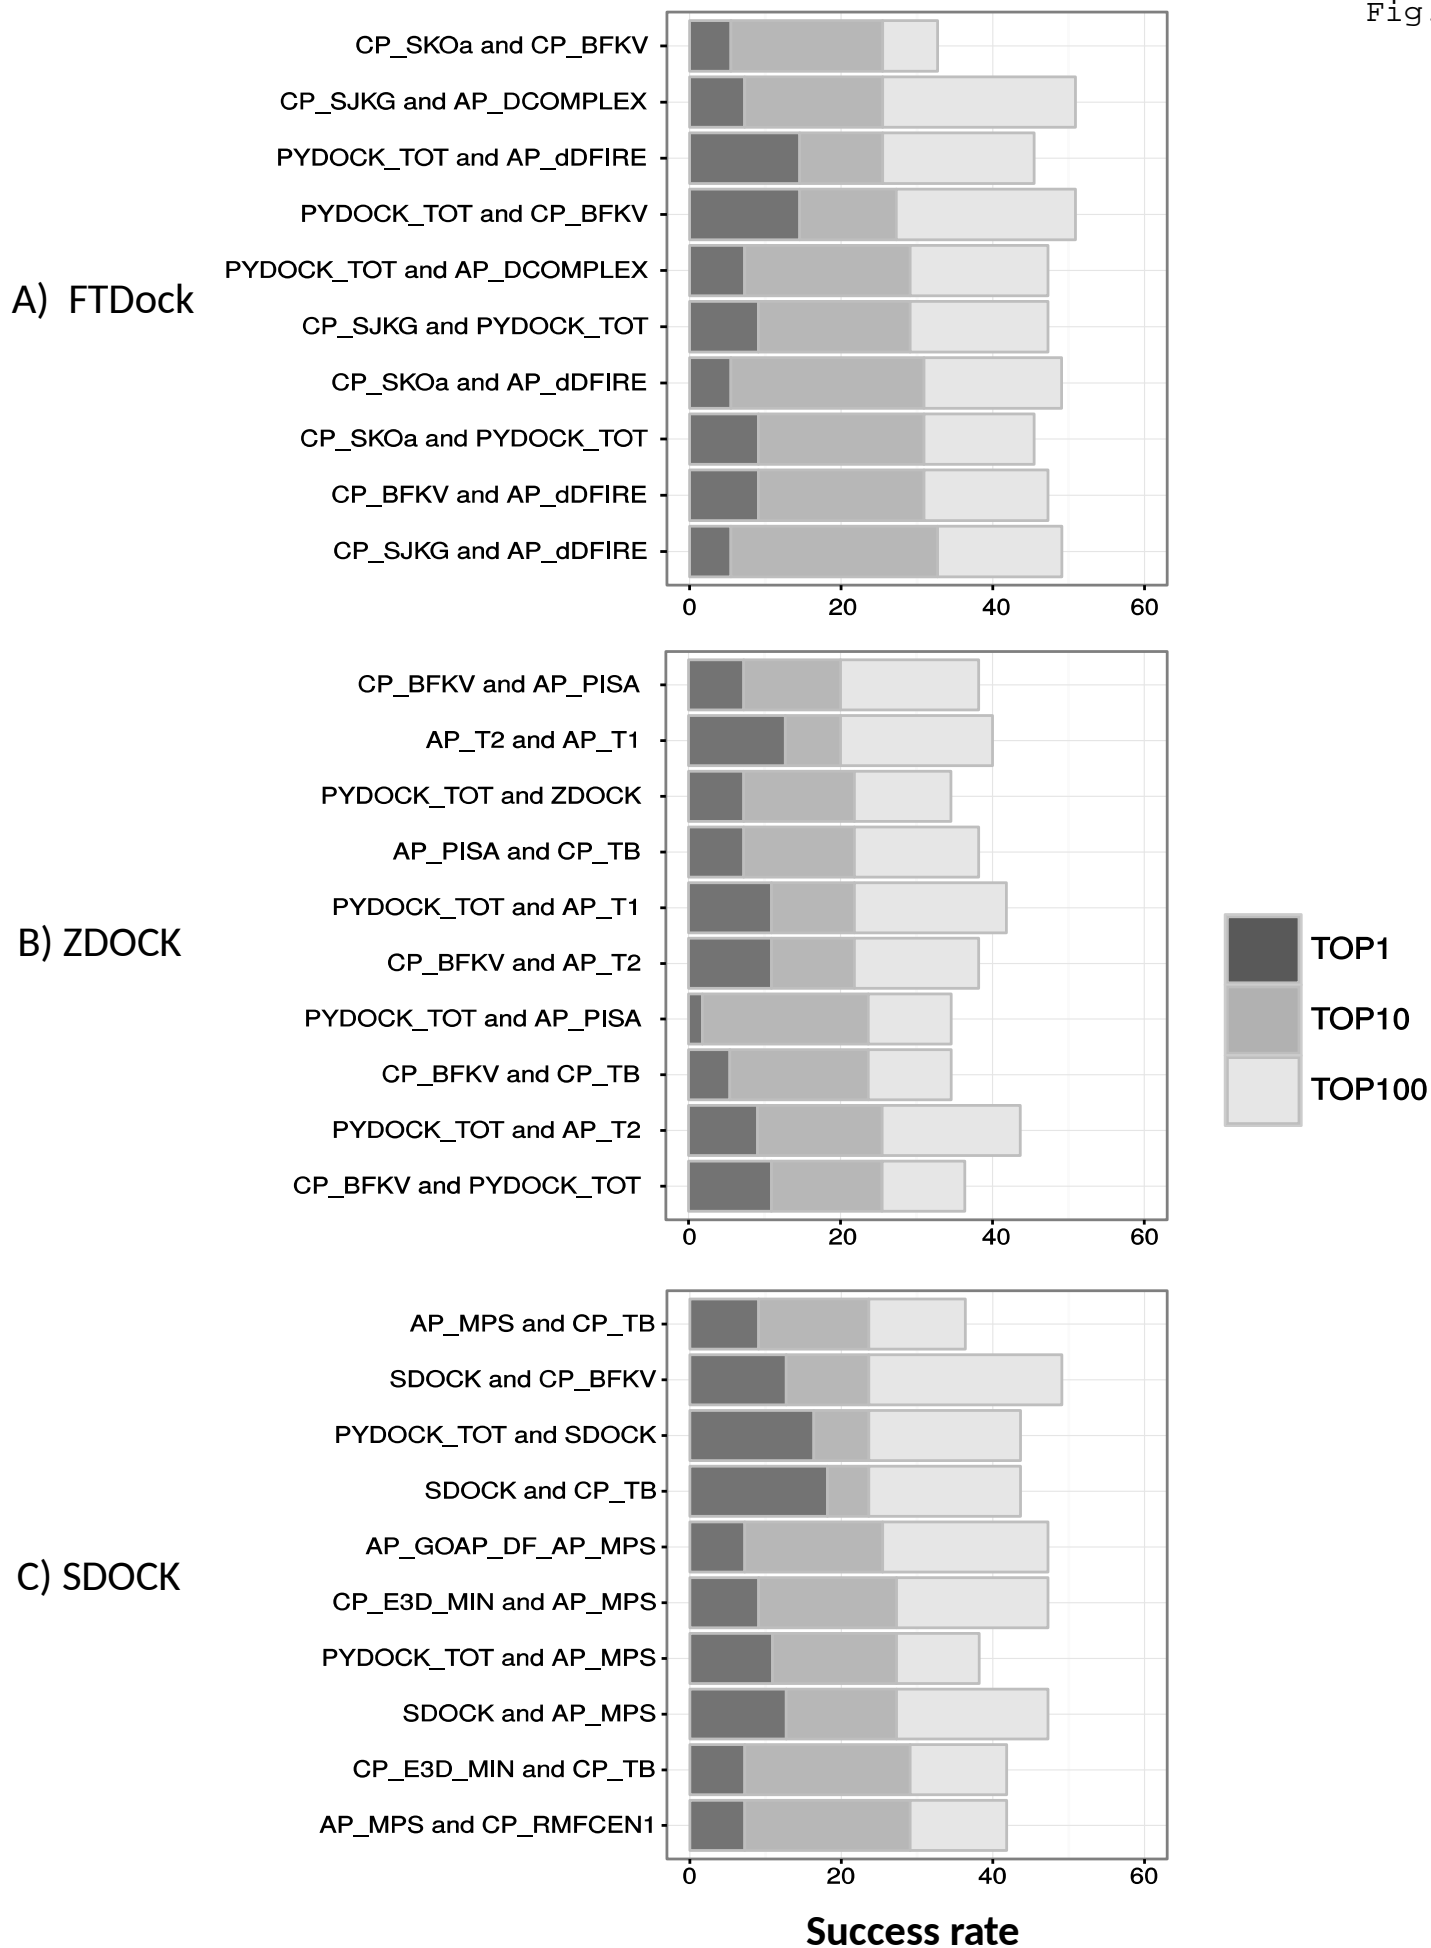 Fig.
CP_SKOa and CP_BFKV
CP_SJKG and AP_DCOMPLEX
PYDOCK_TOT and AP_dDFIRE
PYDOCK_TOT and CP_BFKV
PYDOCK_TOT and AP_DCOMPLEX
A) FTDock
CP_SJKG and PYDOCK_TOT
CP_SKOa and AP_dDFIRE
CP_SKOa and PYDOCK_TOT
CP_BFKV and AP_dDFIRE
CP_SJKG and AP_dDFIRE
0 20 40 60
CP_BFKV and AP_PISA
AP_T2 and AP_T1
PYDOCK_TOT and ZDOCK
AP_PISA and CP_TB
PYDOCK_TOT and AP_T1
B) ZDOCK
CP_BFKV and AP_T2
PYDOCK_TOT and AP_PISA
CP_BFKV and CP_TB
PYDOCK_TOT and AP_T2
CP_BFKV and PYDOCK_TOT
0 20 40 60
TOP1
TOP10
TOP100
AP_MPS and CP_TB
SDOCK and CP_BFKV
PYDOCK_TOT and SDOCK
SDOCK and CP_TB
AP_GOAP_DF_AP_MPS
C) SDOCK
CP_E3D_MIN and AP_MPS
PYDOCK_TOT and AP_MPS
SDOCK and AP_MPS
CP_E3D_MIN and CP_TB
AP_MPS and CP_RMFCEN1
0 20 40 60
Success rate